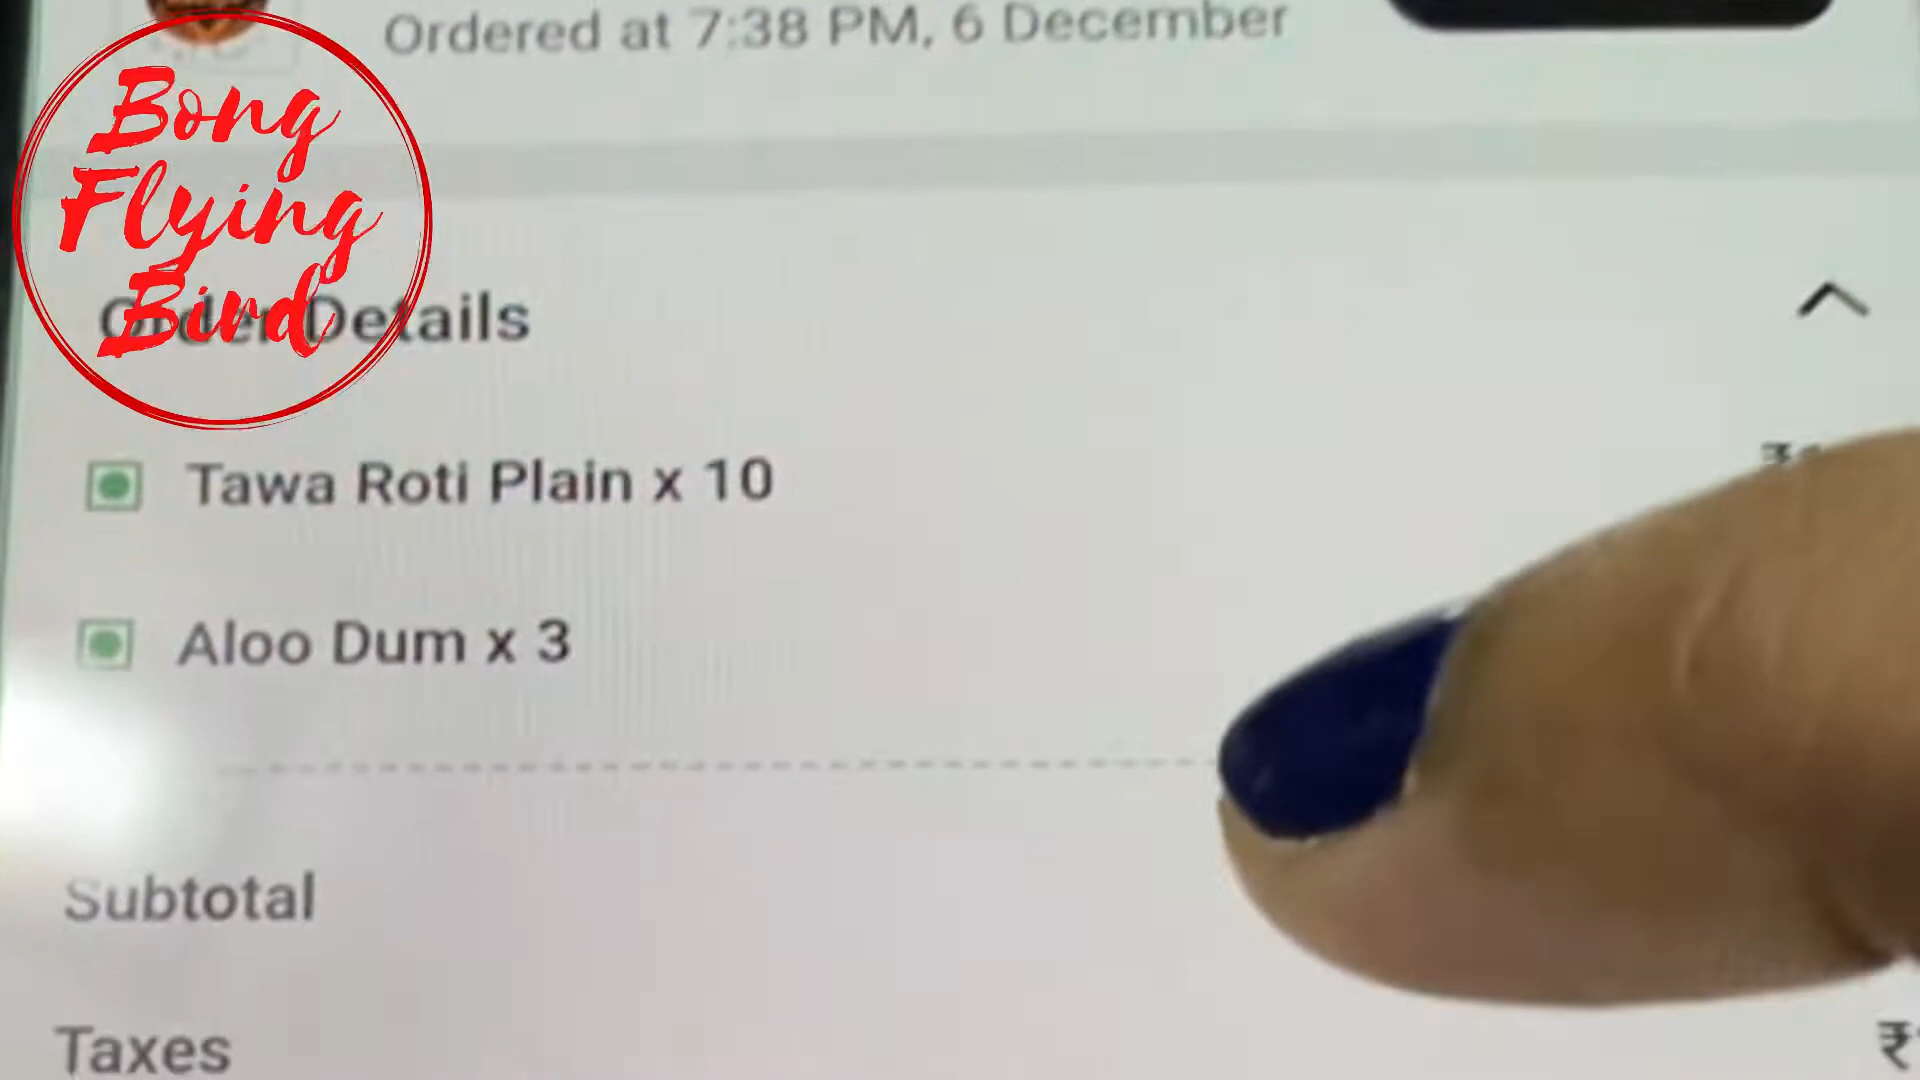 Ordered at 7:38 PM, 6 December
Bong
Flying
Bird
Order Details
Tawa Roti Plain x 10
Aloo Dum x 3
Subtotal
Taxes
₹